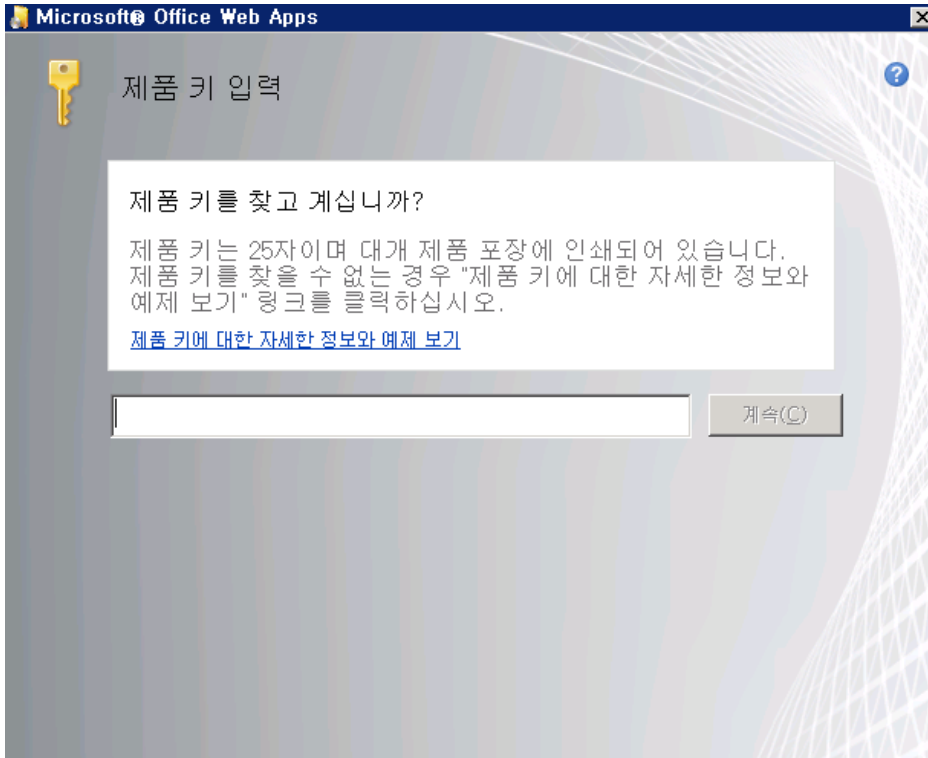 Microsoft® Office Web Apps
제품 키 입력
제품 키를 찾고 계십니까?
제품 키는 25자이며 대개 제품 포장에 인쇄되어 있습니다.
제품 키를 찾을 수 없는 경우 "제품 키에 대한 자세한 정보와
예제 보기" 링크를 클릭하십시오.
제품 키에 대한 자세한 정보와 예제 보기
계속(C)